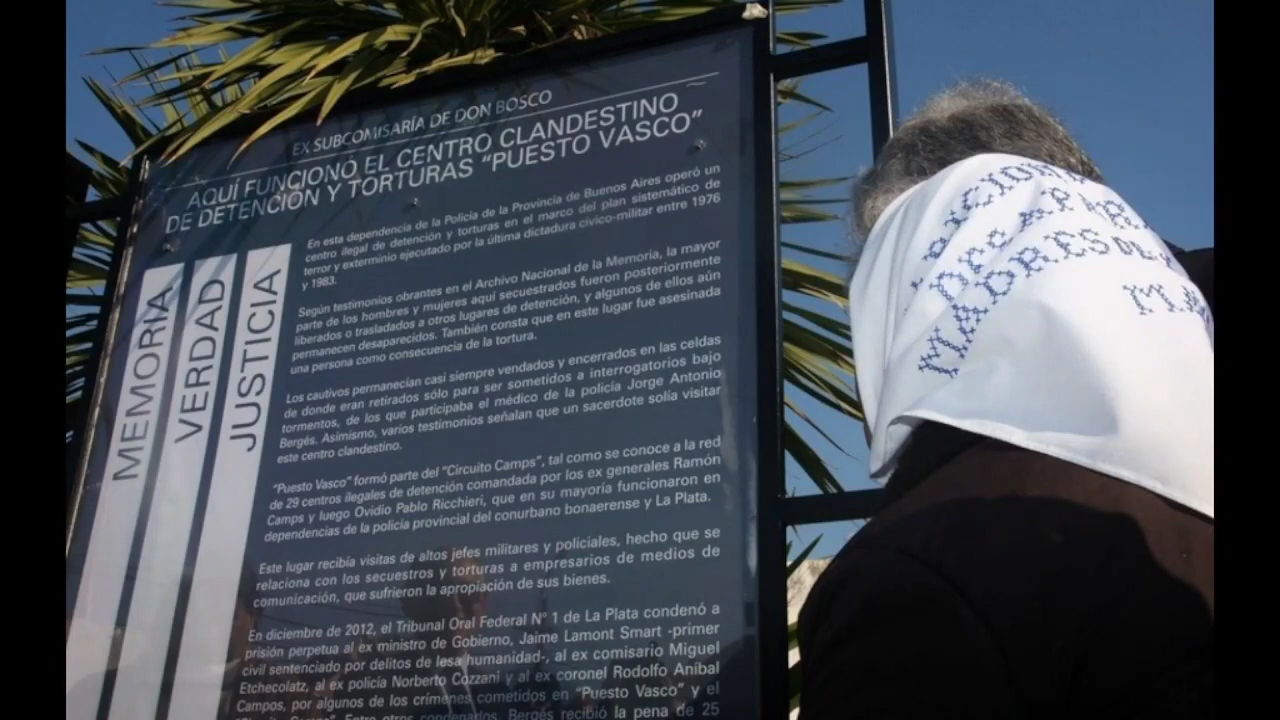 EX SUBCOMISARÍA DE DON BOSCO
AQUÍ FUNCIONÓ EL CENTRO CLANDESTINO
DE DETENCIÓN Y TORTURAS "PUESTO VASCO"
MEMORIA
VERDAD
JUSTICIA
En esta dependencia de la Policía de la Provincia de Buenos Aires operó un
centro ilegal de detención y torturas en el marco del plan sistemático de
terror y exterminio ejecutado por la última dictadura cívico-militar entre 1976
y 1983.
Según testimonios obrantes en el Archivo Nacional de la Memoria, la mayor
parte de los hombres y mujeres aquí secuestrados fueron posteriormente
liberados o trasladados a otros lugares de detención, y algunos de ellos aún
permanecen desaparecidos. También consta que en este lugar fue asesinada
una persona como consecuencia de la tortura.
Los cautivos permanecían casi siempre vendados y encerrados en las celdas
de donde eran retirados sólo para ser sometidos a interrogatorios bajo
tormentos, de los que participaba el médico de la policía Jorge Antonio
Bergés. Asimismo, varios testimonios señalan que un sacerdote solía visitar
este centro clandestino.
"Puesto Vasco" formó parte del "Circuito Camps", tal como se conoce a la red
de 29 centros ilegales de detención comandada por los ex generales Ramón
Camps y luego Ovidio Pablo Ricchieri, que en su mayoría funcionaron en
dependencias de la policía provincial del conurbano bonaerense y La Plata.
Este lugar recibía visitas de altos jefes militares y policiales, hecho que se
relaciona con los secuestros y torturas a empresarios de medios de
comunicación, que sufrieron la apropiación de sus bienes.
En diciembre de 2012, el Tribunal Oral Federal N° 1 de La Plata condenó a
prisión perpetua al ex ministro de Gobierno, Jaime Lamont Smart -primer
civil sentenciado por delitos de lesa humanidad-, al ex comisario Miguel
Etchecolatz, al ex policía Norberto Cozzani y al ex coronel Rodolfo Aníbal
Campos, por algunos de los crímenes cometidos en "Puesto Vasco" y el
"Circuito Camps". Entre otros condenados, Bergés recibió la pena de 25